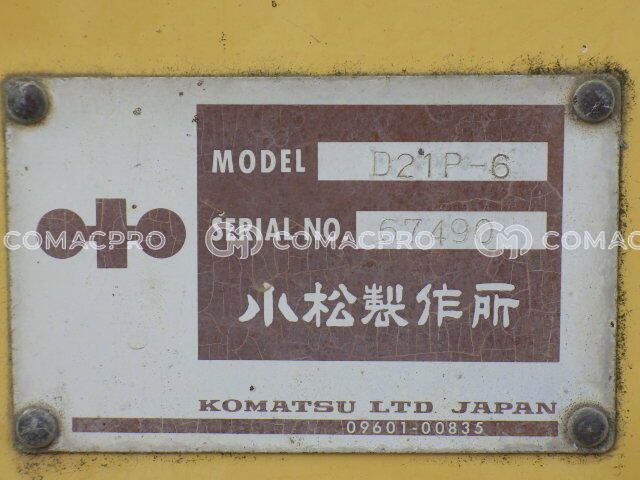 MODEL D21P-6
SERIAL NO. 67490
COMACPRO COMACPRO COMAC
小松製作所
KOMATSU LTD JAPAN
09601-00835